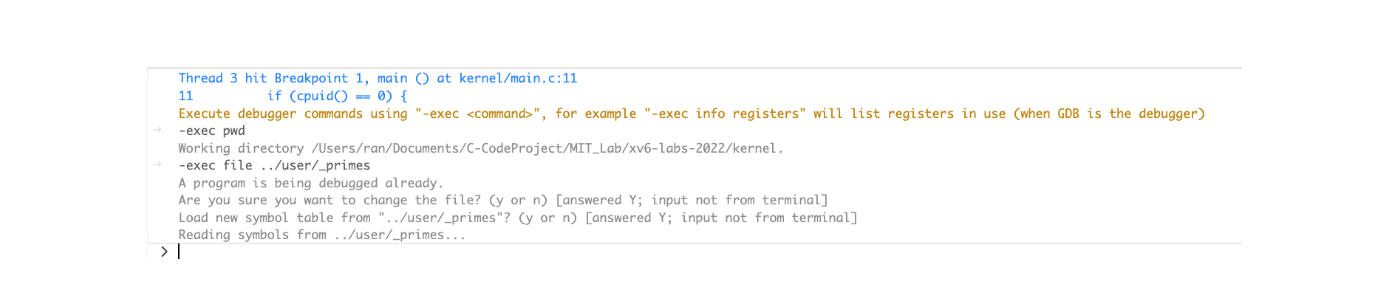 Thread 3 hit Breakpoint 1, main () at kernel/main.c:11
11          if (cpuid() == 0) {
Execute debugger commands using "-exec <command>", for example "-exec info registers" will list registers in use (when GDB is the debugger)
→ -exec pwd
Working directory /Users/ran/Documents/C-CodeProject/MIT_Lab/xv6-labs-2022/kernel.
→ -exec file ../user/_primes
A program is being debugged already.
Are you sure you want to change the file? (y or n) [answered Y; input not from terminal]
Load new symbol table from "../user/_primes"? (y or n) [answered Y; input not from terminal]
Reading symbols from ../user/_primes...
>